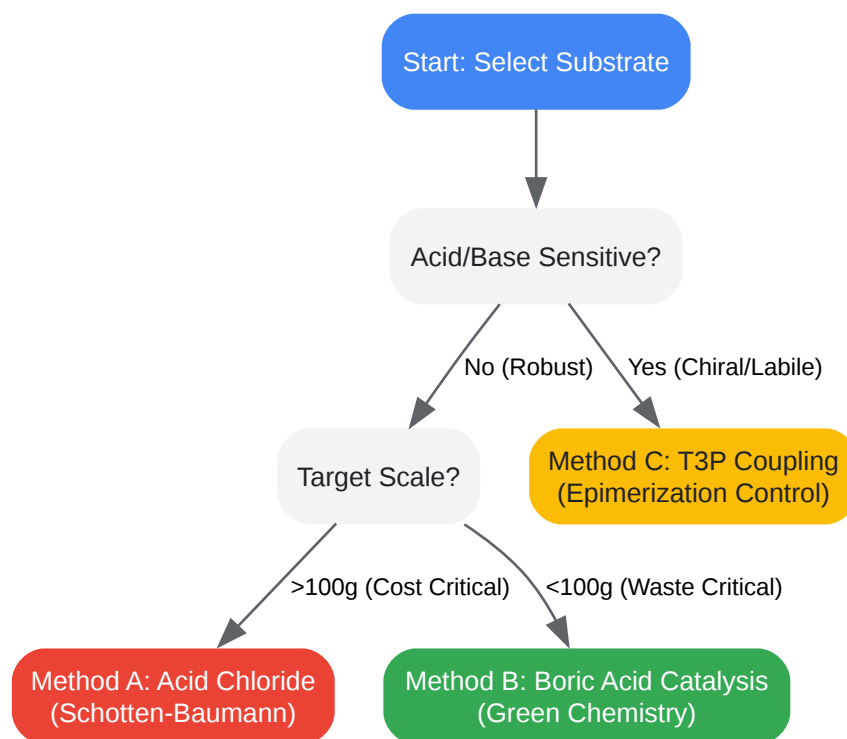 Start: Select Substrate
Acid/Base Sensitive?
No (Robust)
Yes (Chiral/Labile)
Target Scale?
Method C: T3P Coupling
(Epimerization Control)
>100g (Cost Critical)
<100g (Waste Critical)
Method A: Acid Chloride
(Schotten-Baumann)
Method B: Boric Acid Catalysis
(Green Chemistry)